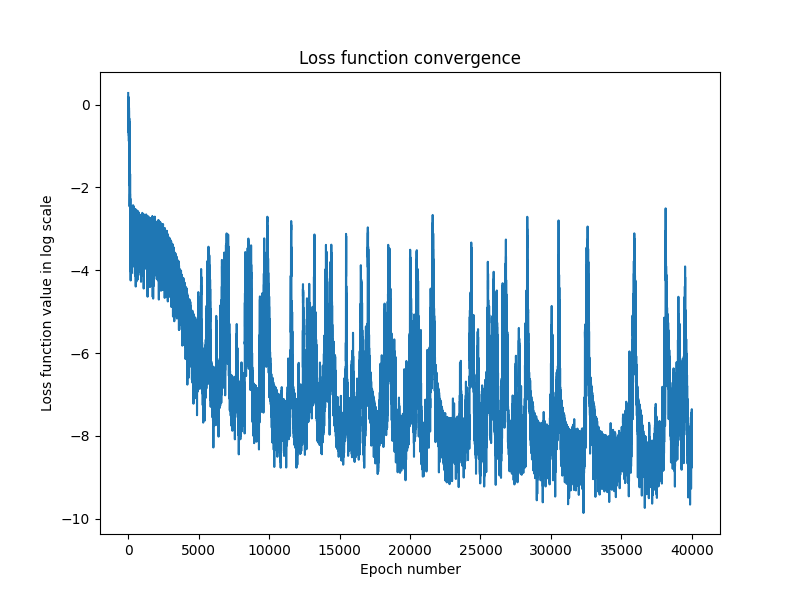 Loss function convergence
0
−2
−4
−6
−8
−10
Loss function value in log scale
0 5000 10000 15000 20000 25000 30000 35000 40000
Epoch number